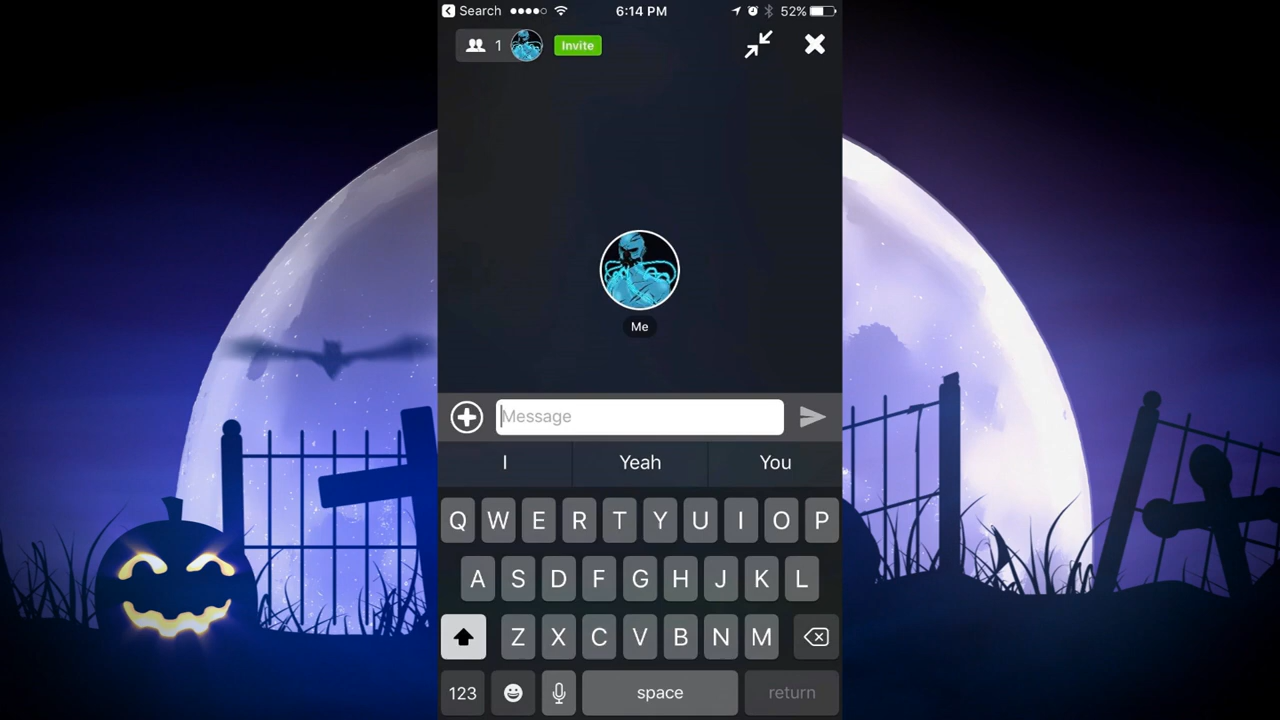 Search 6:14 PM 52%
1 Invite
Me
Message
I Yeah You
Q W E R T Y U I O P
A S D F G H J K L
Z X C V B N M
123 space return